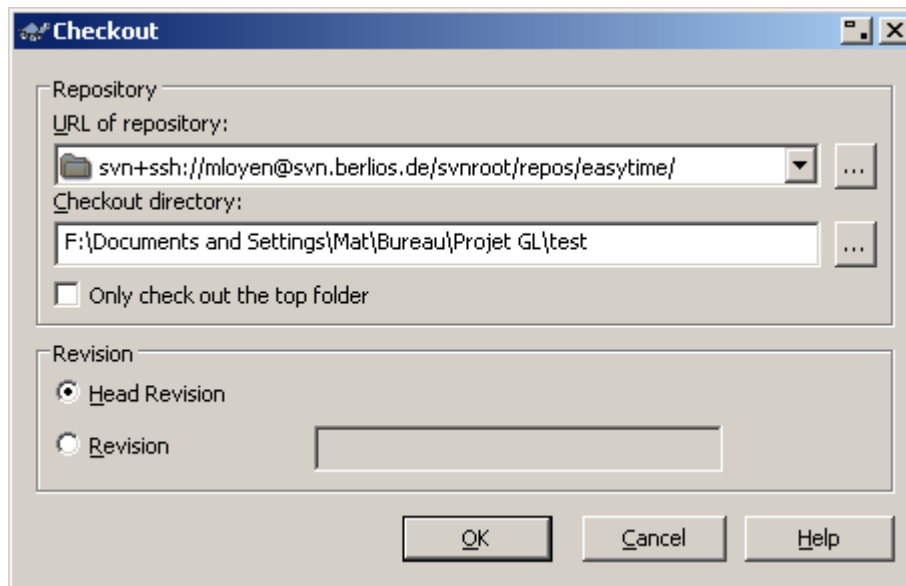 Checkout
Repository
URL of repository:
svn+ssh://mloyen@svn.berlios.de/svnroot/repos/easytime/
...
Checkout directory:
F:\Documents and Settings\Mat\Bureau\Projet GL\test
...
Only check out the top folder
Revision
Head Revision
Revision
OK Cancel Help